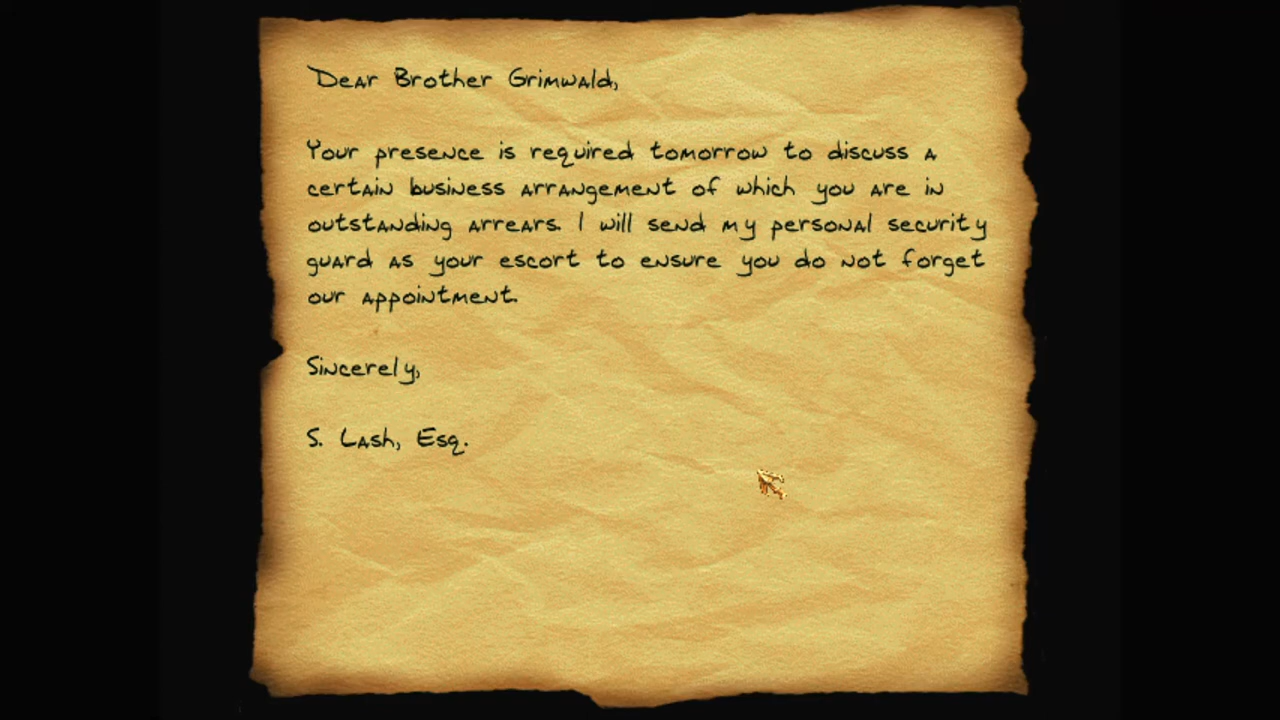 Dear Brother Grimwald,
Your presence is required tomorrow to discuss a
certain business arrangement of which you are in
outstanding arrears. I will send my personal security
guard as your escort to ensure you do not forget
our appointment.
Sincerely,
S. Lash, Esq.